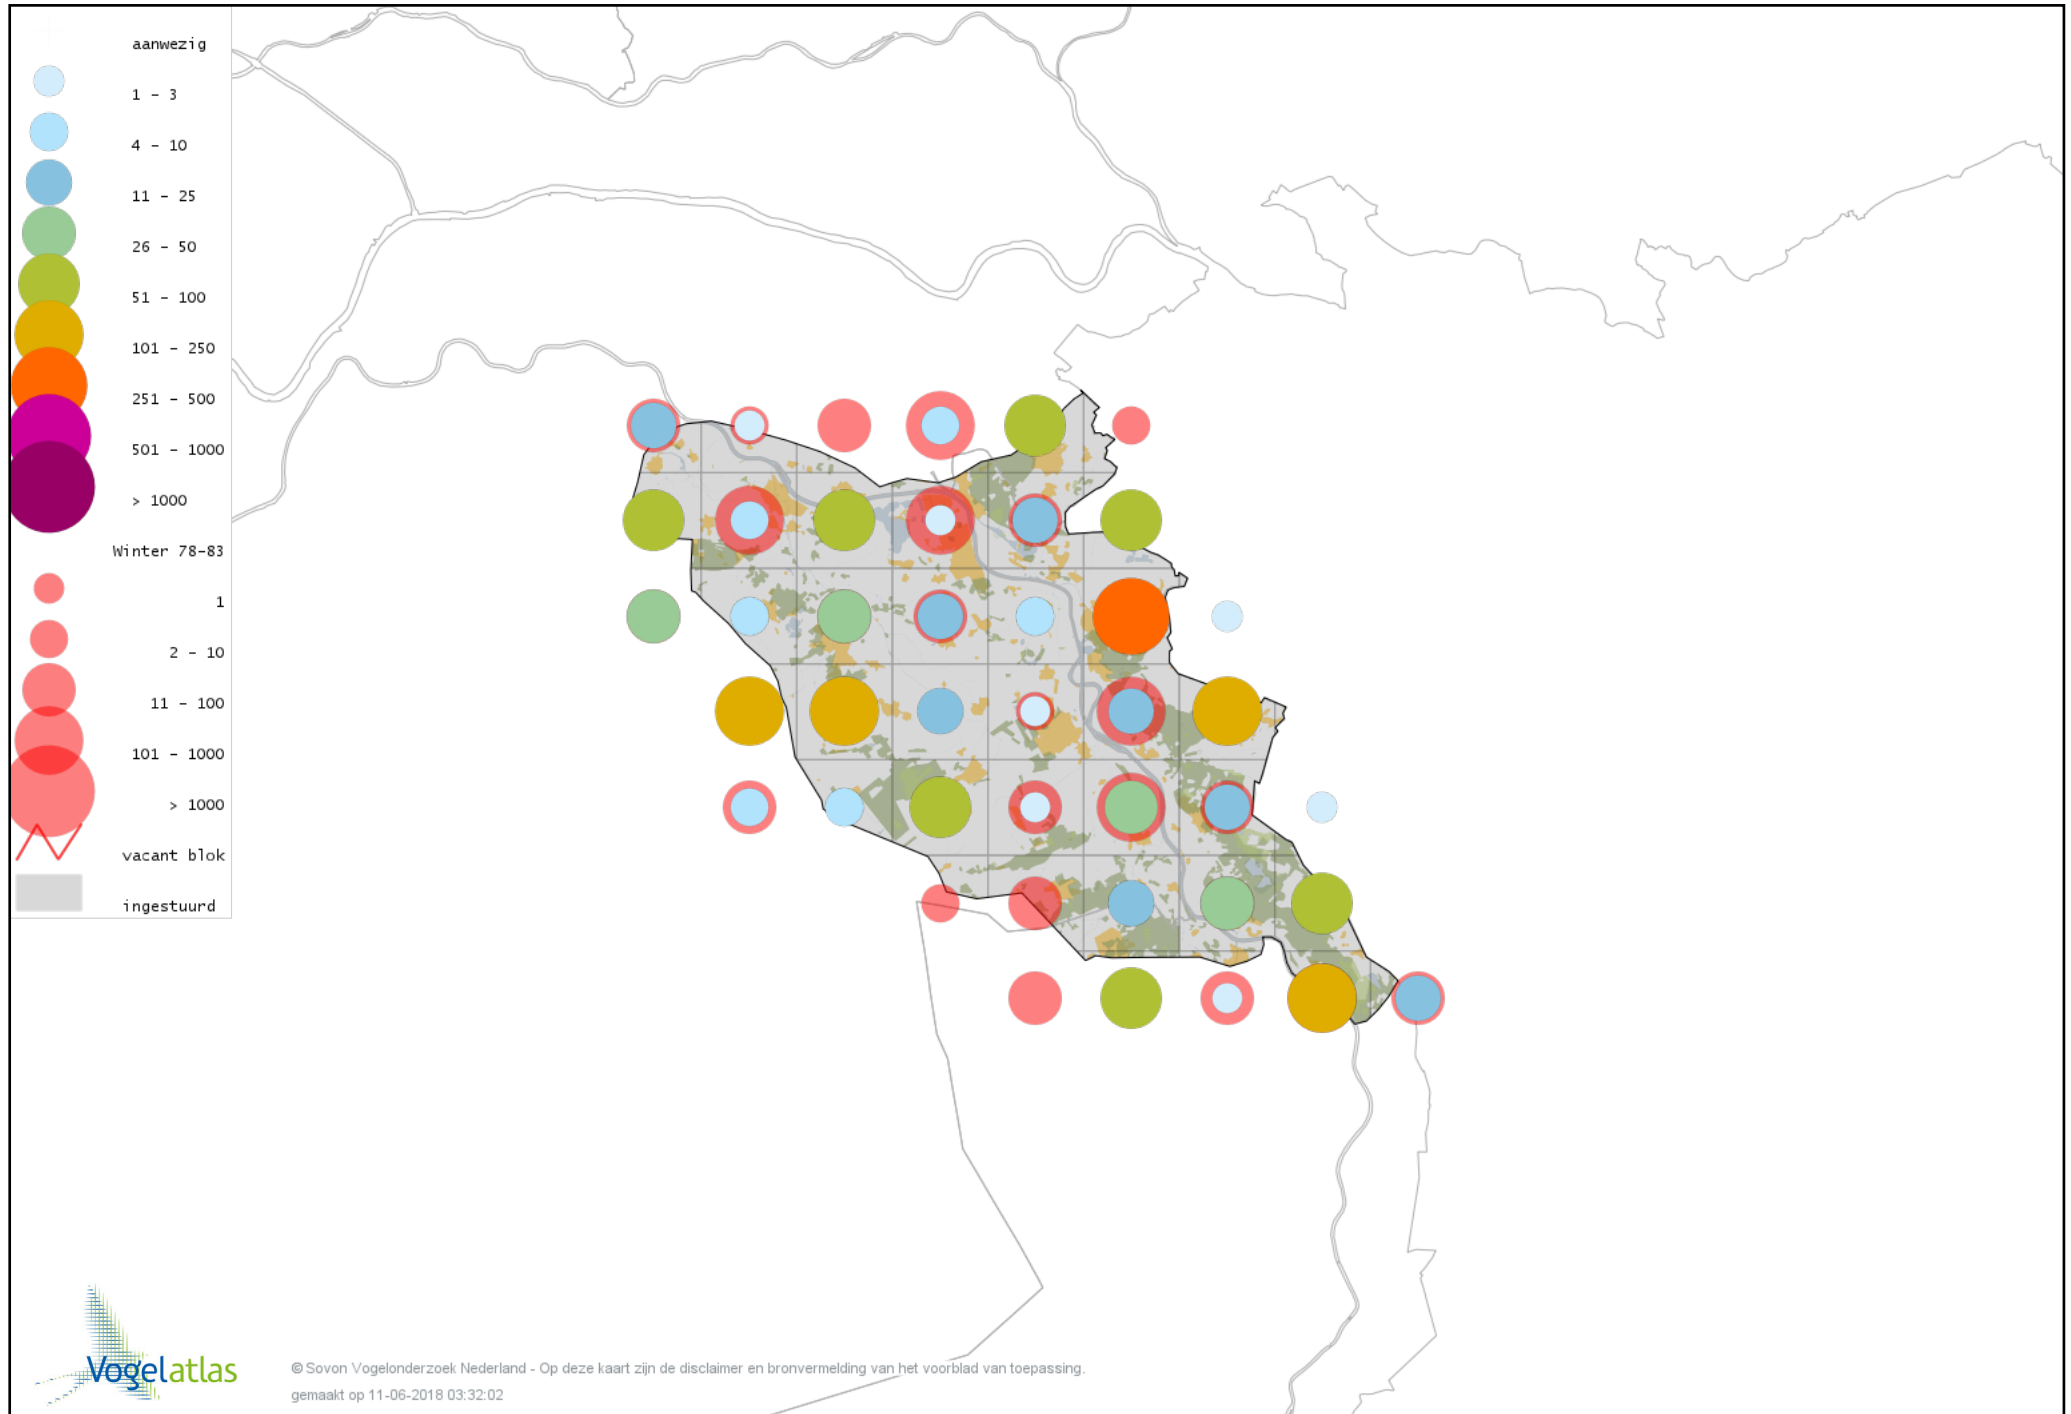 aanwezig
1 - 3
4 - 10
11 - 25
26 - 50
51 - 100
101 - 250
251 - 500
501 - 1000
> 1000
Winter 78-83
1
2 - 10
11 - 100
101 - 1000
> 1000
vacant blok
ingestuurd
Vogelatlas
© Sovon Vogelonderzoek Nederland - Op deze kaart zijn de disclaimer en bronvermelding van het voorblad van toepassing.
gemaakt op 11-06-2018 03:32:02